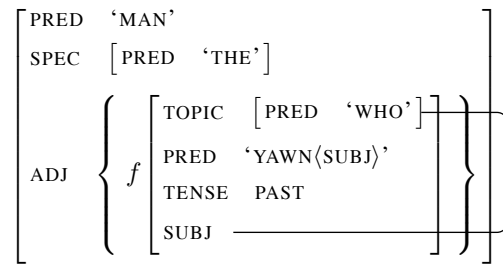 PRED ‘MAN’
SPEC [PRED ‘THE’]
TOPIC [PRED ‘WHO’]
ADJ { f PRED ‘YAWN⟨SUBJ⟩’
TENSE PAST
SUBJ